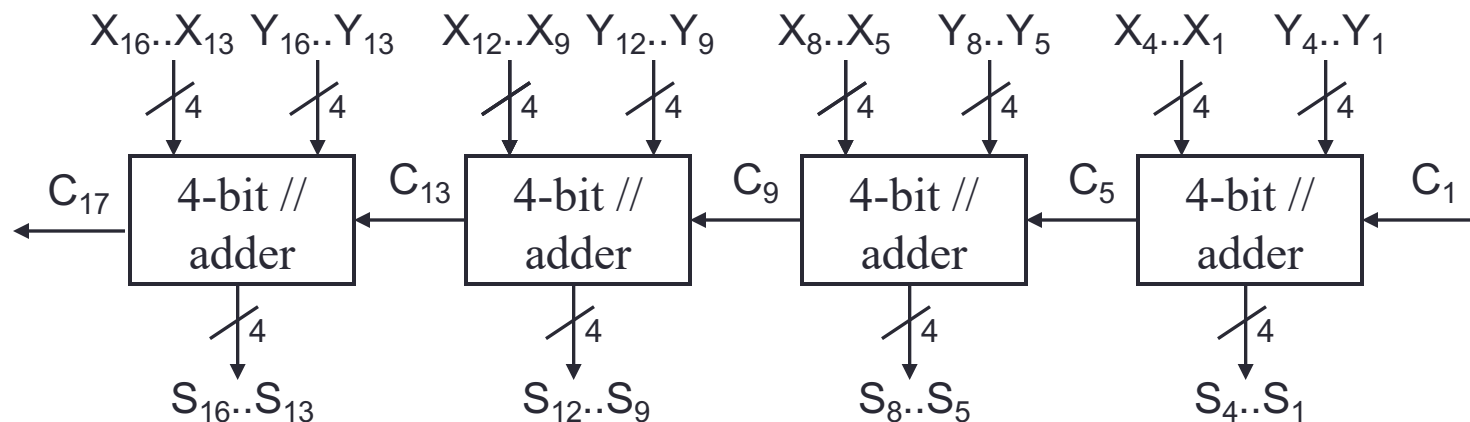 X₁₆..X₁₃ Y₁₆..Y₁₃ X₁₂..X₉ Y₁₂..Y₉ X₈..X₅ Y₈..Y₅ X₄..X₁ Y₄..Y₁
4 4 4 4 4 4 4 4
C₁₇ 4-bit // C₁₃ 4-bit // C₉ 4-bit // C₅ 4-bit // C₁
adder adder adder adder
4 4 4 4
S₁₆..S₁₃ S₁₂..S₉ S₈..S₅ S₄..S₁